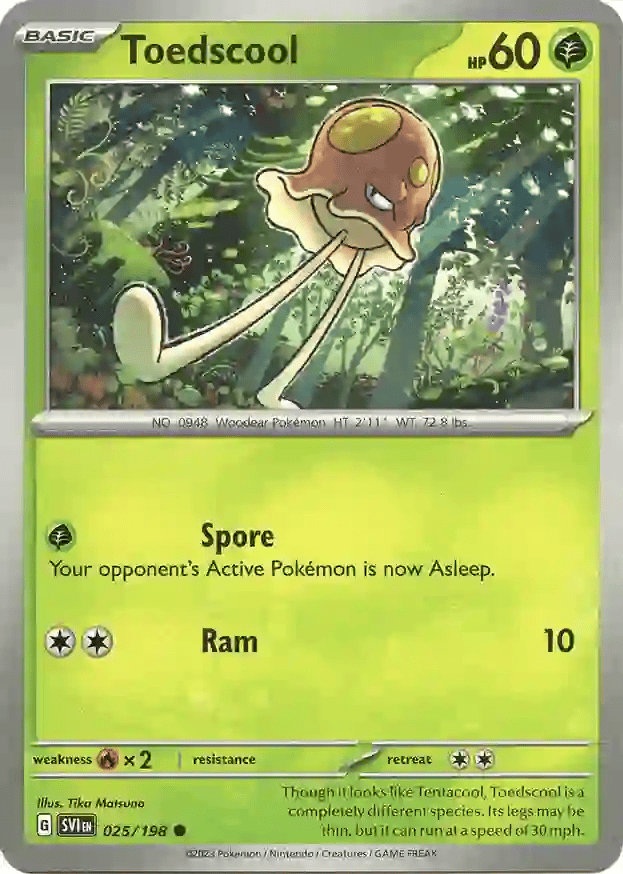 BASIC Toedscool HP 60
NO. 0948 Woodear Pokémon HT 2'11" WT 72.8 lbs.
Spore
Your opponent's Active Pokémon is now Asleep.
Ram 10
weakness ×2 resistance retreat
Illus. Tika Matsuno
G SVI EN 025/198
Though it looks like Tentacool, Toedscool is a
completely different species. Its legs may be
thin, but it can run at a speed of 30 mph.
©2023 Pokémon / Nintendo / Creatures / GAME FREAK